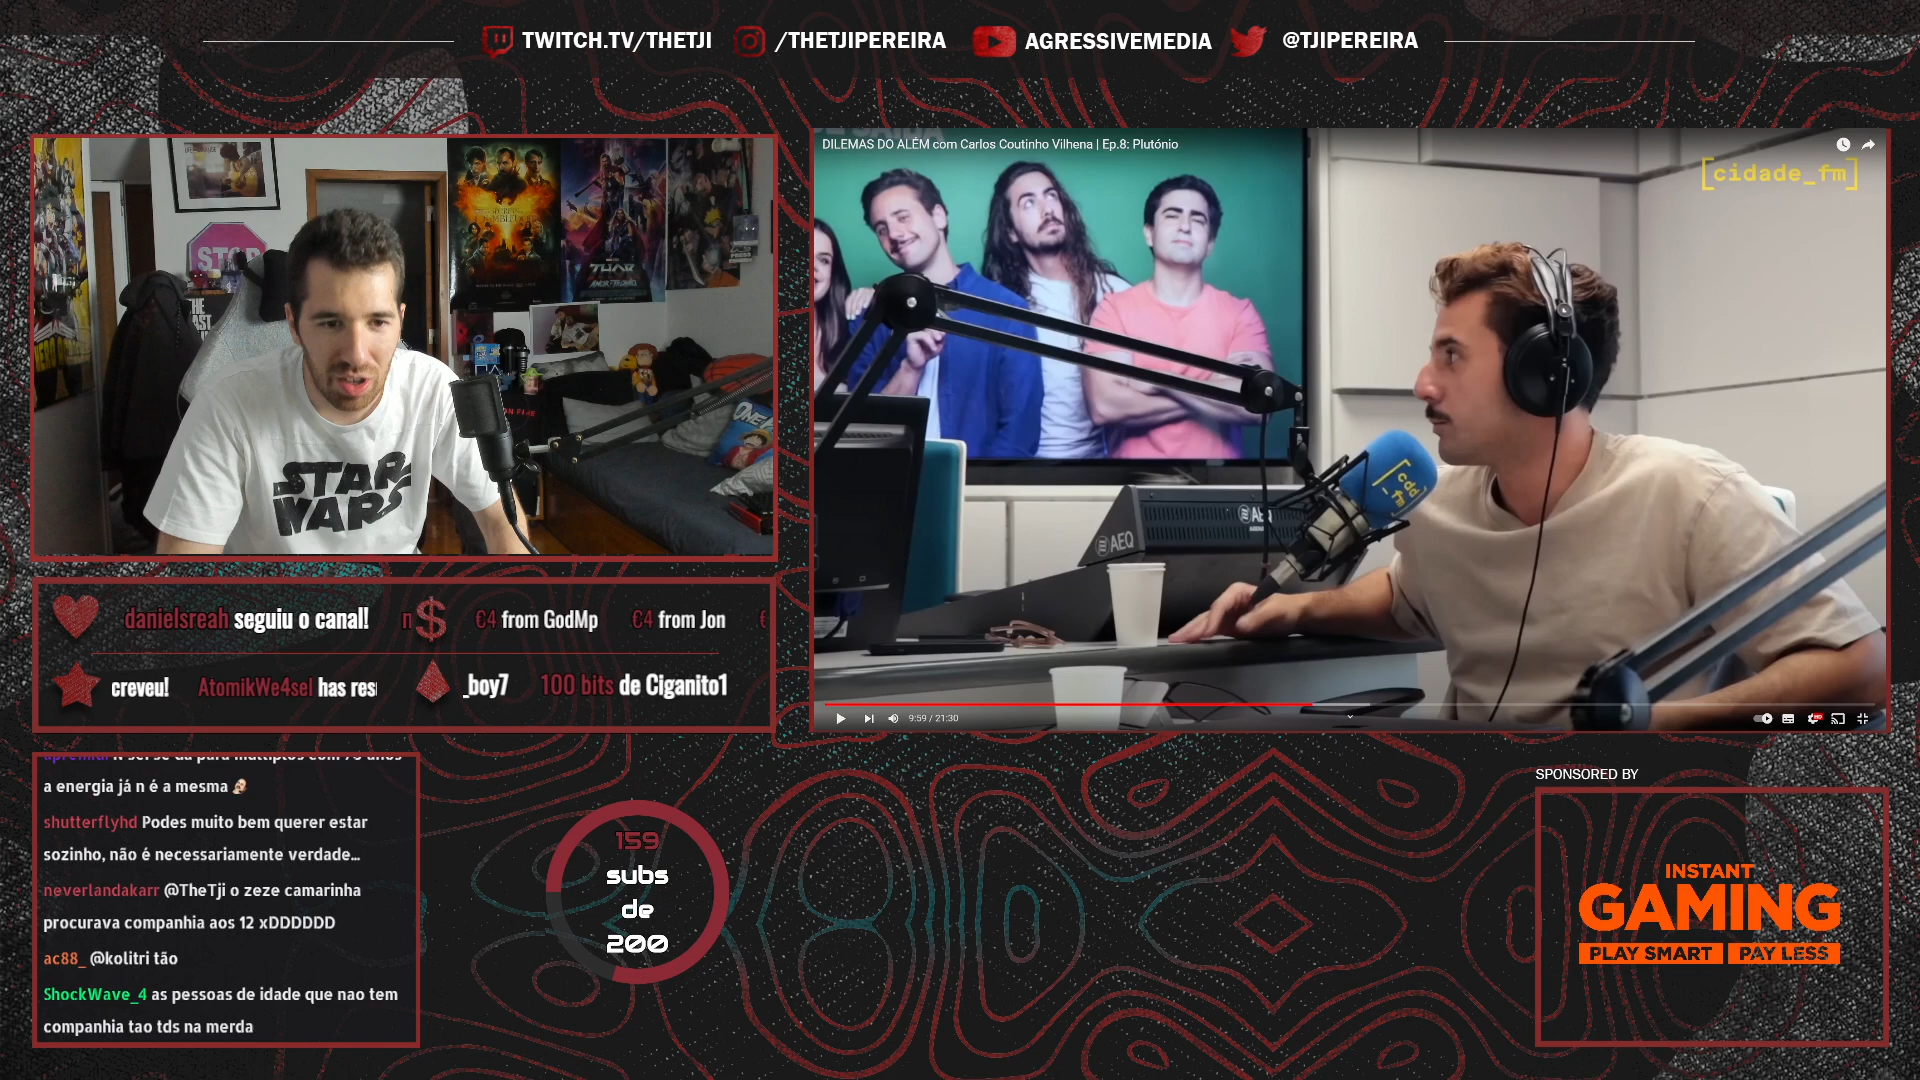 TWITCH.TV/THETJI
/THETJIPEREIRA
AGRESSIVEMEDIA
@TJIPEREIRA
STOP
THOR
STAR
WARS
DILEMAS DO ALÉM com Carlos Coutinho Vilhena | Ep.8: Plutónio
[cidade_fm]
AEQ
9:59 / 21:30
danielsreah seguiu o canal!
€4 from GodMp
€4 from Jon
creveu!
AtomikWe4sel has
_boy7
100 bits de Ciganito1
a energia já n é a mesma
shutterflyhd Podes muito bem querer estar
sozinho, não é necessariamente verdade...
neverlandakarr @TheTji o zeze camarinha
procurava companhia aos 12 xDDDDDD
ac88_ @kolitri tão
ShockWave_4 as pessoas de idade que nao tem
companhia tao tds na merda
159
subs
de
200
SPONSORED BY
INSTANT
GAMING
PLAY SMART PAY LESS